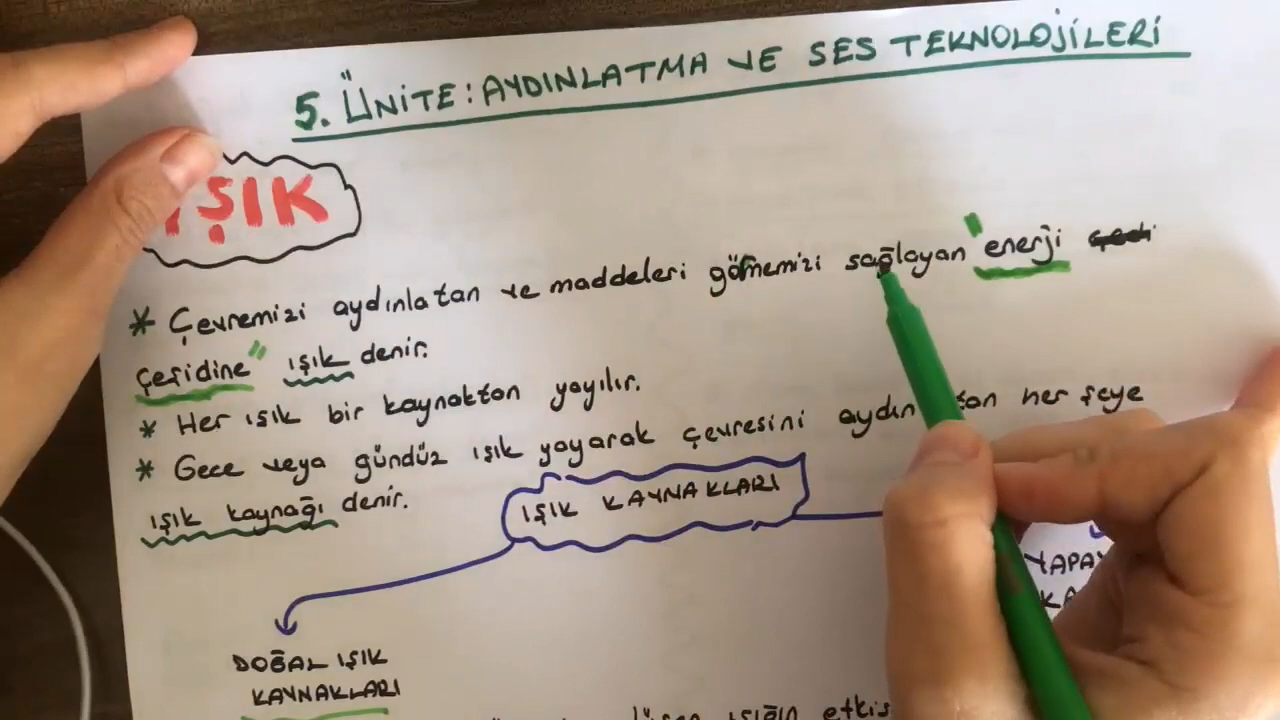 5. ÜNİTE: AYDINLATMA VE SES TEKNOLOJİLERİ
IŞIK
* Çevremizi aydınlatan ve maddeleri görmemizi sağlayan "enerji
çeşidine" ışık denir.
* Her ışık bir kaynaktan yayılır.
* Gece veya gündüz ışık yayarak çevresini her şeye
ışık kaynağı denir.
IŞIK KAYNAKLARI
DOĞAL IŞIK
KAYNAKLARI
ışığın